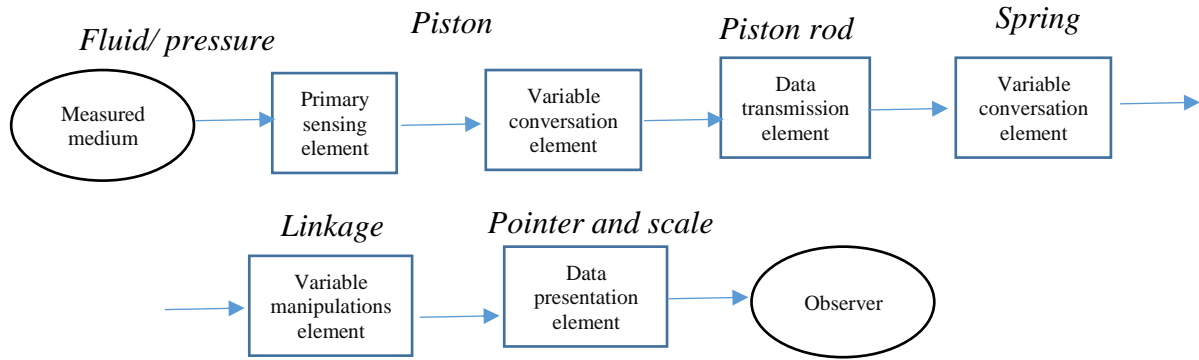 Fluid/ pressure
Piston
Piston rod
Spring
Measured
medium
Primary
sensing
element
Variable
conversation
element
Data
transmission
element
Variable
conversation
element
Linkage
Pointer and scale
Variable
manipulations
element
Data
presentation
element
Observer